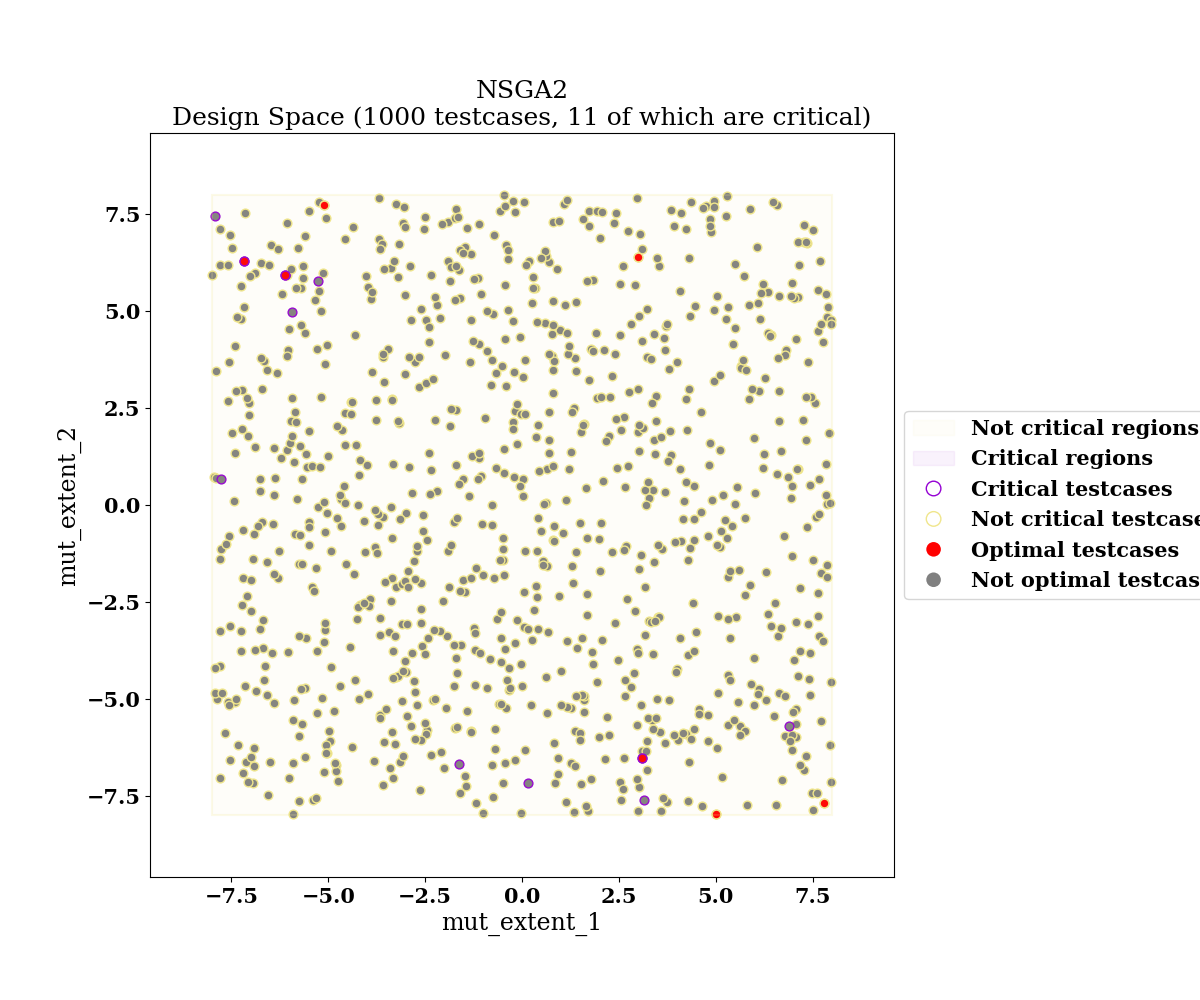 NSGA2
Design Space (1000 testcases, 11 of which are critical)
7.5
5.0
2.5
0.0
−2.5
−5.0
−7.5
mut_extent_2
−7.5 −5.0 −2.5 0.0 2.5 5.0 7.5
mut_extent_1
Not critical regions
Critical regions
Critical testcases
Not critical testcase
Optimal testcases
Not optimal testcas